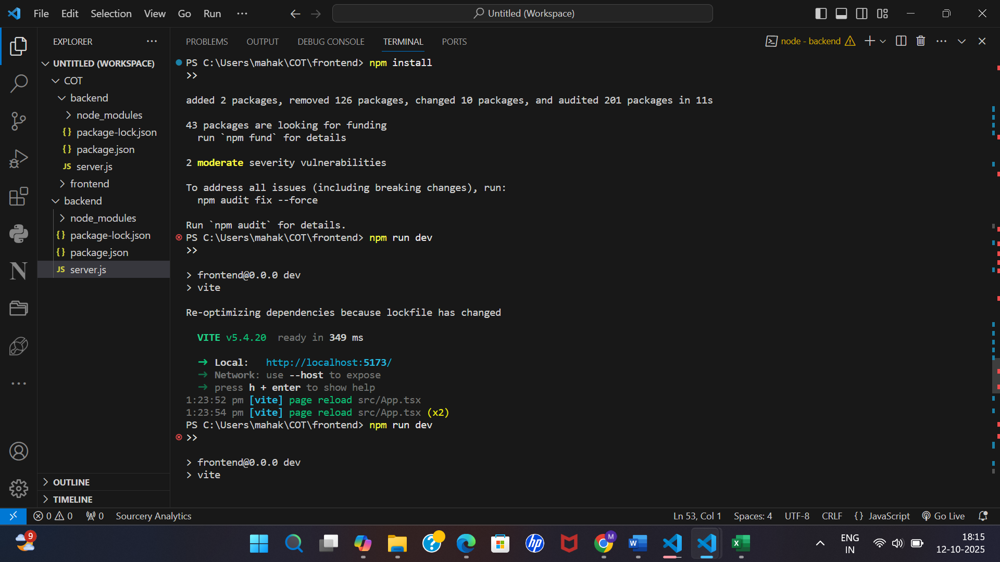 File Edit Selection View Go Run ··· Untitled (Workspace)
EXPLORER ···
UNTITLED (WORKSPACE)
COT
backend
node_modules
{} package-lock.json
{} package.json
JS server.js
frontend
backend
node_modules
{} package-lock.json
{} package.json
JS server.js
OUTLINE
TIMELINE
PROBLEMS OUTPUT DEBUG CONSOLE TERMINAL PORTS node - backend
PS C:\Users\mahak\COT\frontend> npm install
>>
added 2 packages, removed 126 packages, changed 10 packages, and audited 201 packages in 11s
43 packages are looking for funding
run `npm fund` for details
2 moderate severity vulnerabilities
To address all issues (including breaking changes), run:
npm audit fix --force
Run `npm audit` for details.
PS C:\Users\mahak\COT\frontend> npm run dev
>>
> frontend@0.0.0 dev
> vite
Re-optimizing dependencies because lockfile has changed
VITE v5.4.20 ready in 349 ms
➜ Local: http://localhost:5173/
➜ Network: use --host to expose
➜ press h + enter to show help
1:23:52 pm [vite] page reload src/App.tsx
1:23:54 pm [vite] page reload src/App.tsx (x2)
PS C:\Users\mahak\COT\frontend> npm run dev
>>
> frontend@0.0.0 dev
> vite
0 0 0 Sourcery Analytics Ln 53, Col 1 Spaces: 4 UTF-8 CRLF {} JavaScript Go Live
9 hp M W X ENG
IN
18:15
12-10-2025